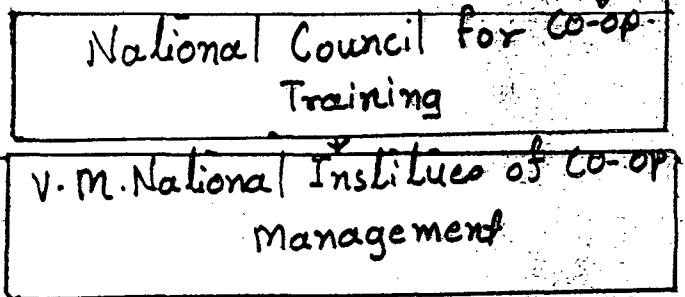 National Council for Co-op.
Training
V. M. National Institues of Co-op
Management